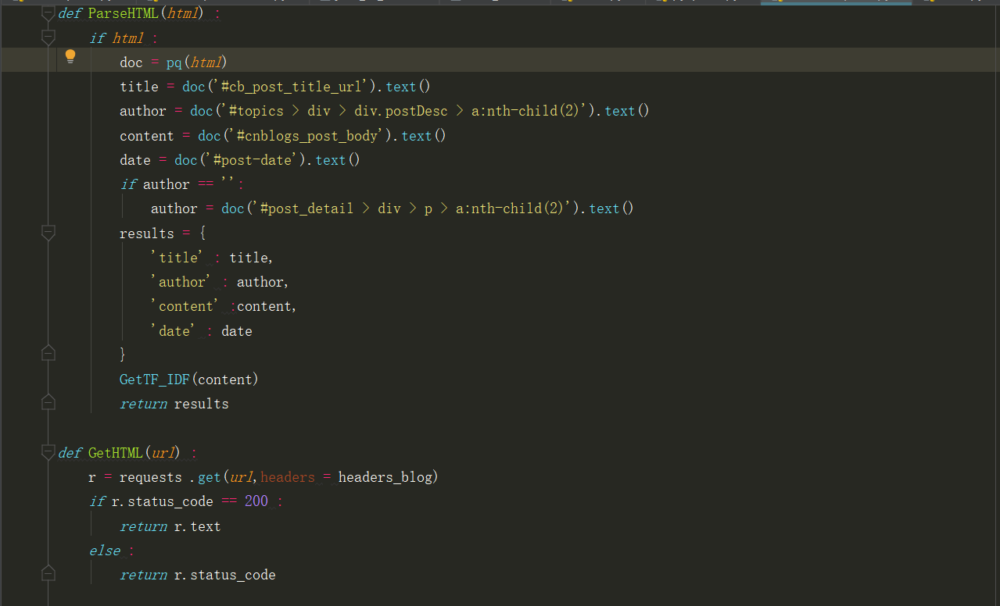 def ParseHTML(html) :
    if html :
        doc = pq(html)
        title = doc('#cb_post_title_url').text()
        author = doc('#topics > div > div.postDesc > a:nth-child(2)').text()
        content = doc('#cnblogs_post_body').text()
        date = doc('#post-date').text()
        if author == '':
            author = doc('#post_detail > div > p > a:nth-child(2)').text()
        results = {
            'title' : title,
            'author' : author,
            'content' :content,
            'date' : date
        }
        GetTF_IDF(content)
        return results
def GetHTML(url) :
    r = requests .get(url,headers = headers_blog)
    if r.status_code == 200 :
        return r.text
    else :
        return r.status_code